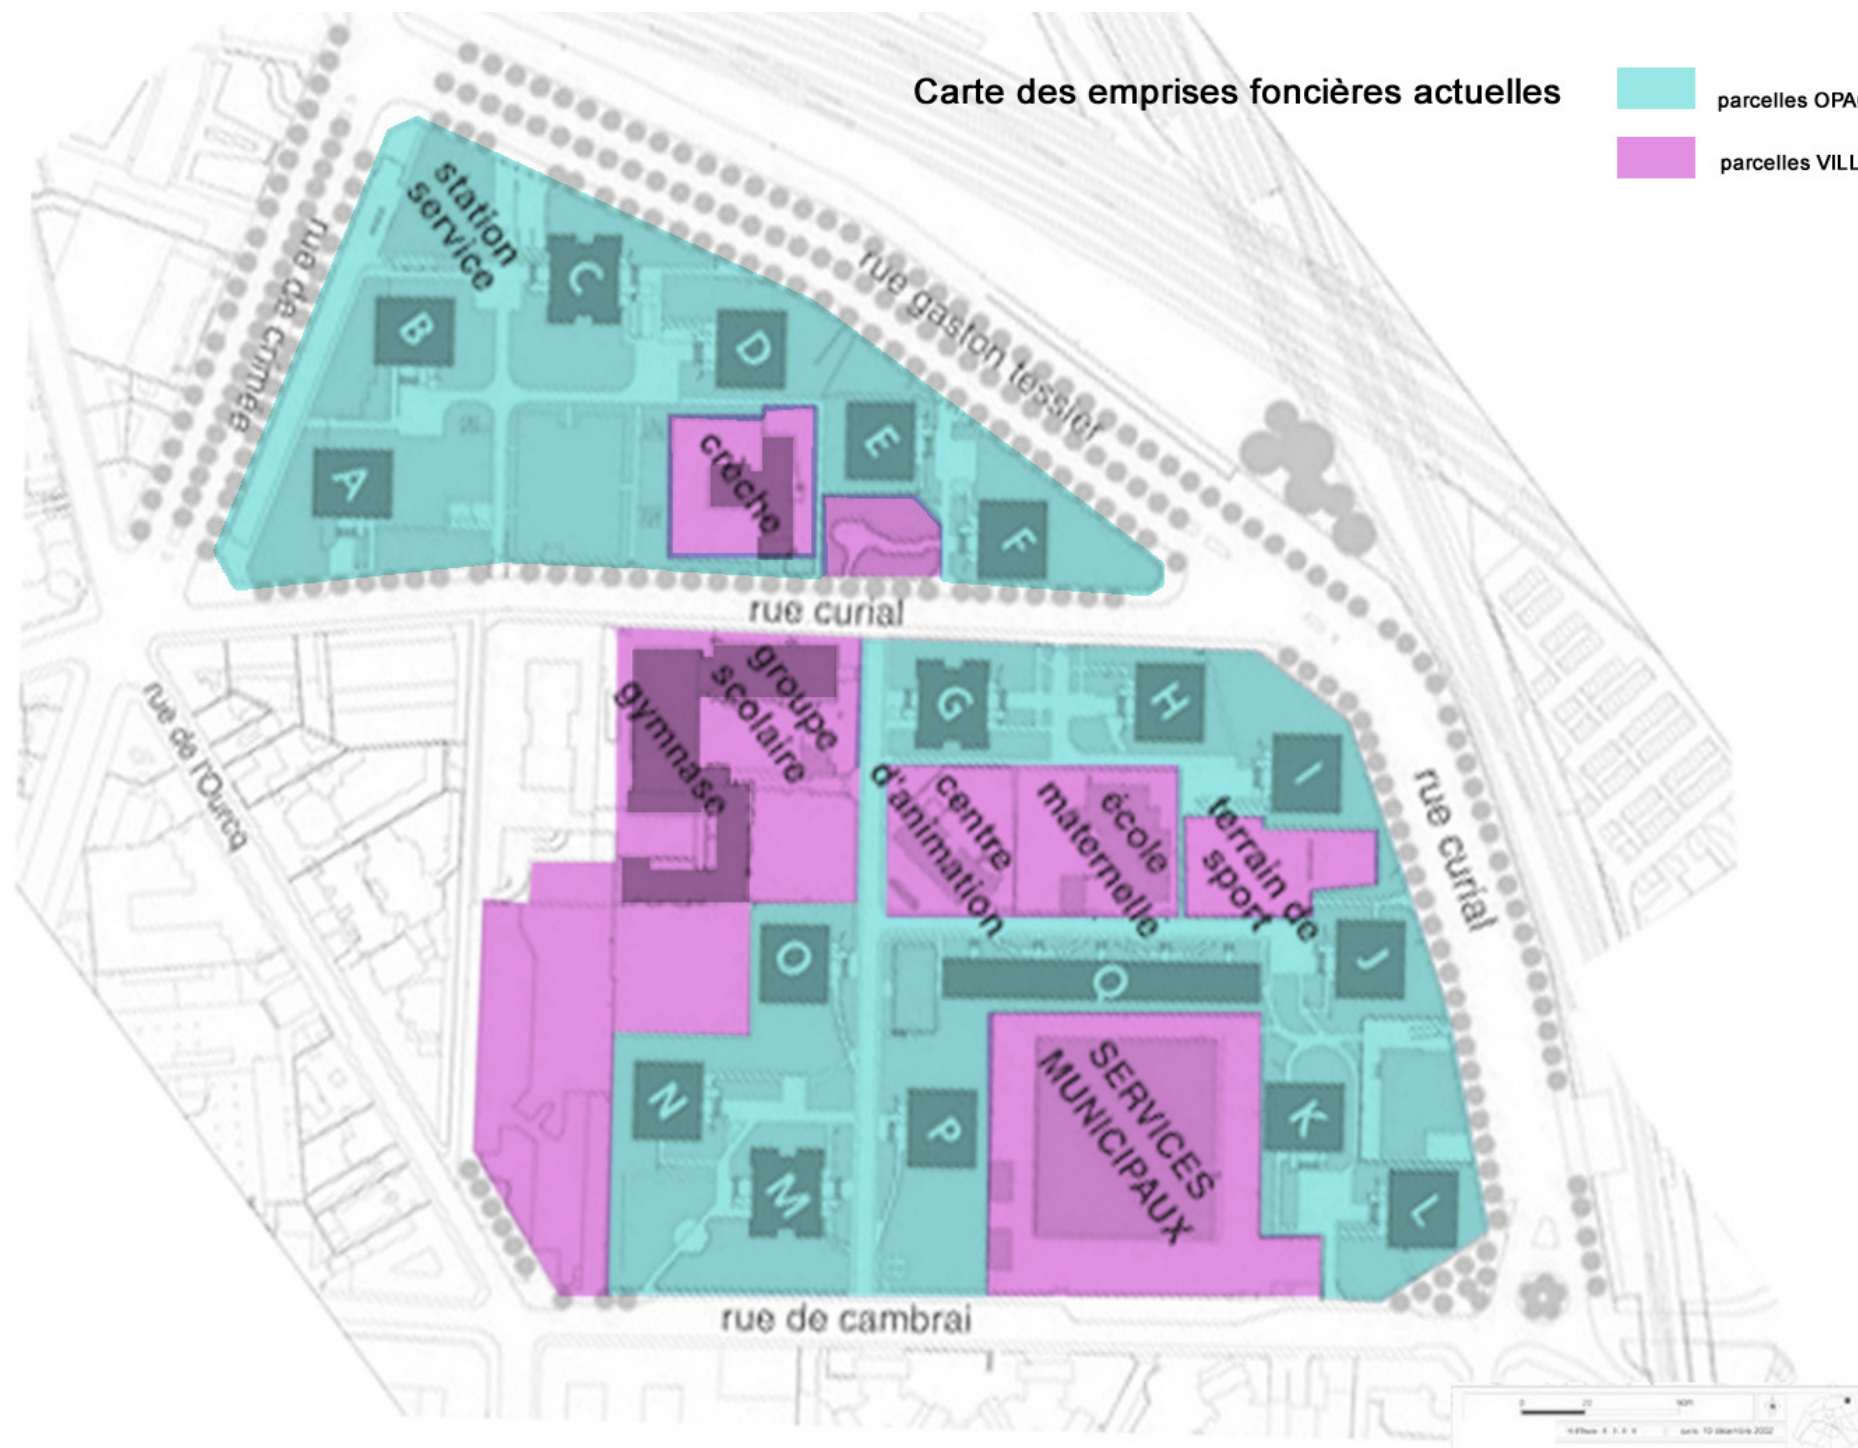 Carte des emprises foncières actuelles
parcelles OPA
parcelles VILL
station
service
rue de crimée
rue gaston tessier
C
B
D
A
E
F
crèche
rue curial
groupe
scolaire
gymnase
rue de l'Ourcq
G
H
I
centre
d'animation
école
maternelle
terrain de
sport
rue curial
O
Q
J
N
M
P
SERVICES
MUNICIPAUX
K
L
rue de cambrai
0